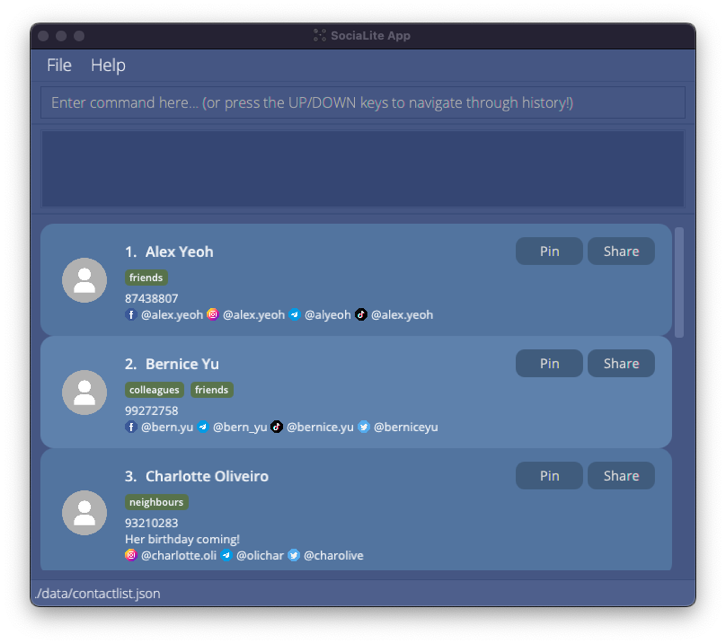 SociaLite App
File Help
Enter command here... (or press the UP/DOWN keys to navigate through history!)
1. Alex Yeoh Pin Share
friends
87438807
@alex.yeoh @alex.yeoh @alyeoh @alex.yeoh
2. Bernice Yu Pin Share
colleagues friends
99272758
@bern.yu @bern_yu @bernice.yu @berniceyu
3. Charlotte Oliveiro Pin Share
neighbours
93210283
Her birthday coming!
@charlotte.oli @olichar @charolive
./data/contactlist.json